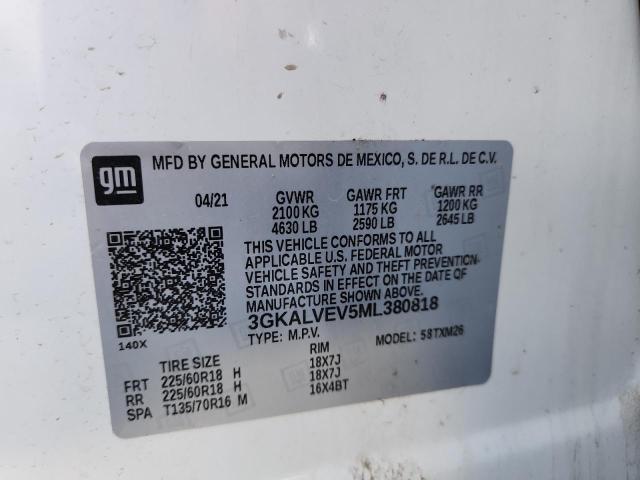 gm MFD BY GENERAL MOTORS DE MEXICO, S. DE R.L. DE C.V.
04/21 GVWR GAWR FRT GAWR RR
2100 KG 1175 KG 1200 KG
4630 LB 2590 LB 2645 LB
THIS VEHICLE CONFORMS TO ALL
APPLICABLE U.S. FEDERAL MOTOR
VEHICLE SAFETY AND THEFT PREVENTION
STANDARDS IN EFFECT ON THE DATE OF
MANUFACTURE SHOWN ABOVE.
3GKALVEV5ML380818
140X TYPE: M.P.V. MODEL: 58TXM26
TIRE SIZE RIM
FRT 225/60R18 H 18X7J
RR 225/60R18 H 18X7J
SPA T135/70R16 M 16X4BT